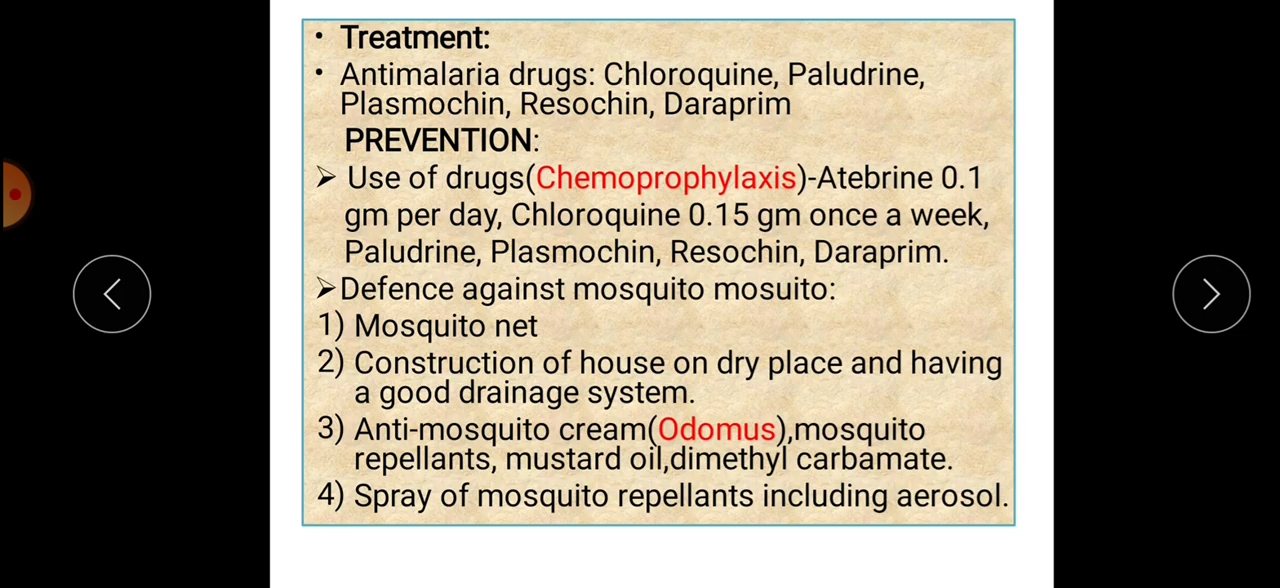 • Treatment:
• Antimalaria drugs: Chloroquine, Paludrine,
Plasmochin, Resochin, Daraprim
PREVENTION:
➢ Use of drugs(Chemoprophylaxis)-Atebrine 0.1
gm per day, Chloroquine 0.15 gm once a week,
Paludrine, Plasmochin, Resochin, Daraprim.
➢Defence against mosquito mosuito:
1) Mosquito net
2) Construction of house on dry place and having
a good drainage system.
3) Anti-mosquito cream(Odomus),mosquito
repellants, mustard oil,dimethyl carbamate.
4) Spray of mosquito repellants including aerosol.